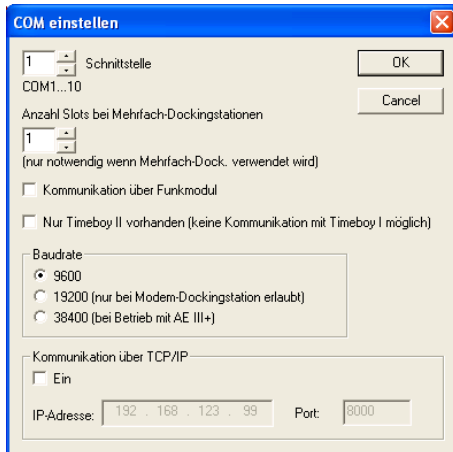 COM einstellen
1 Schnittstelle
OK
COM1...10
Cancel
Anzahl Slots bei Mehrfach-Dockingstationen
1
(nur notwendig wenn Mehrfach-Dock. verwendet wird)
Kommunikation über Funkmodul
Nur Timeboy II vorhanden (keine Kommunikation mit Timeboy I möglich)
Baudrate
9600
19200 (nur bei Modem-Dockingstation erlaubt)
38400 (bei Betrieb mit AE III+)
Kommunikation über TCP/IP
Ein
IP-Adresse: 192 . 168 . 123 . 99 Port: 8000